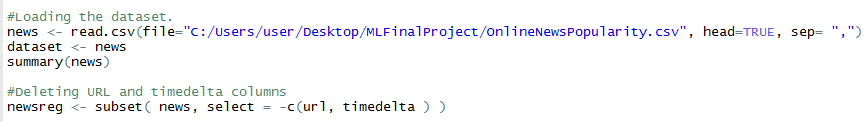 #Loading the dataset.
news <- read.csv(file="C:/Users/user/Desktop/MLFinalProject/OnlineNewsPopularity.csv", head=TRUE, sep= ",")
dataset <- news
summary(news)
#Deleting URL and timedelta columns
newsreg <- subset( news, select = -c(url, timedelta ) )